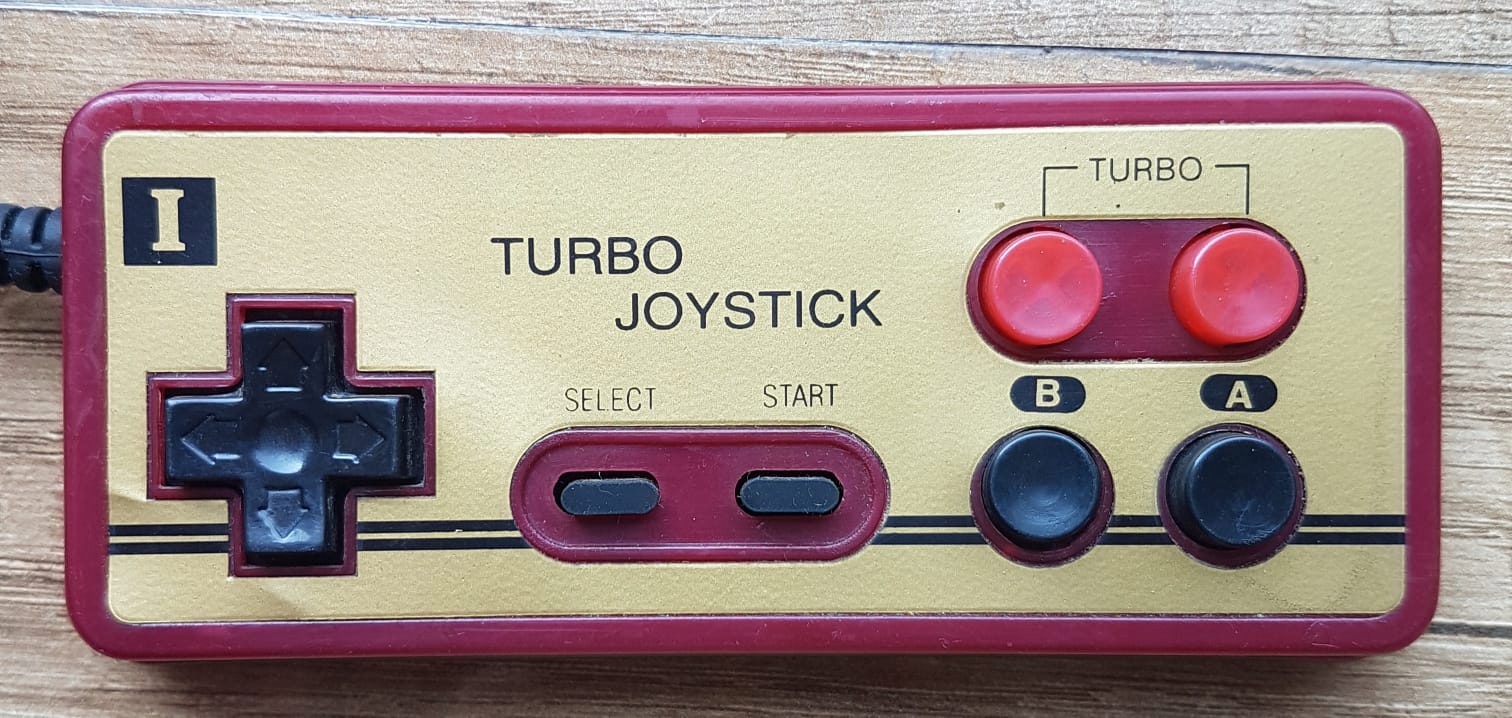 I
TURBO
TURBO
JOYSTICK
SELECT START
B A